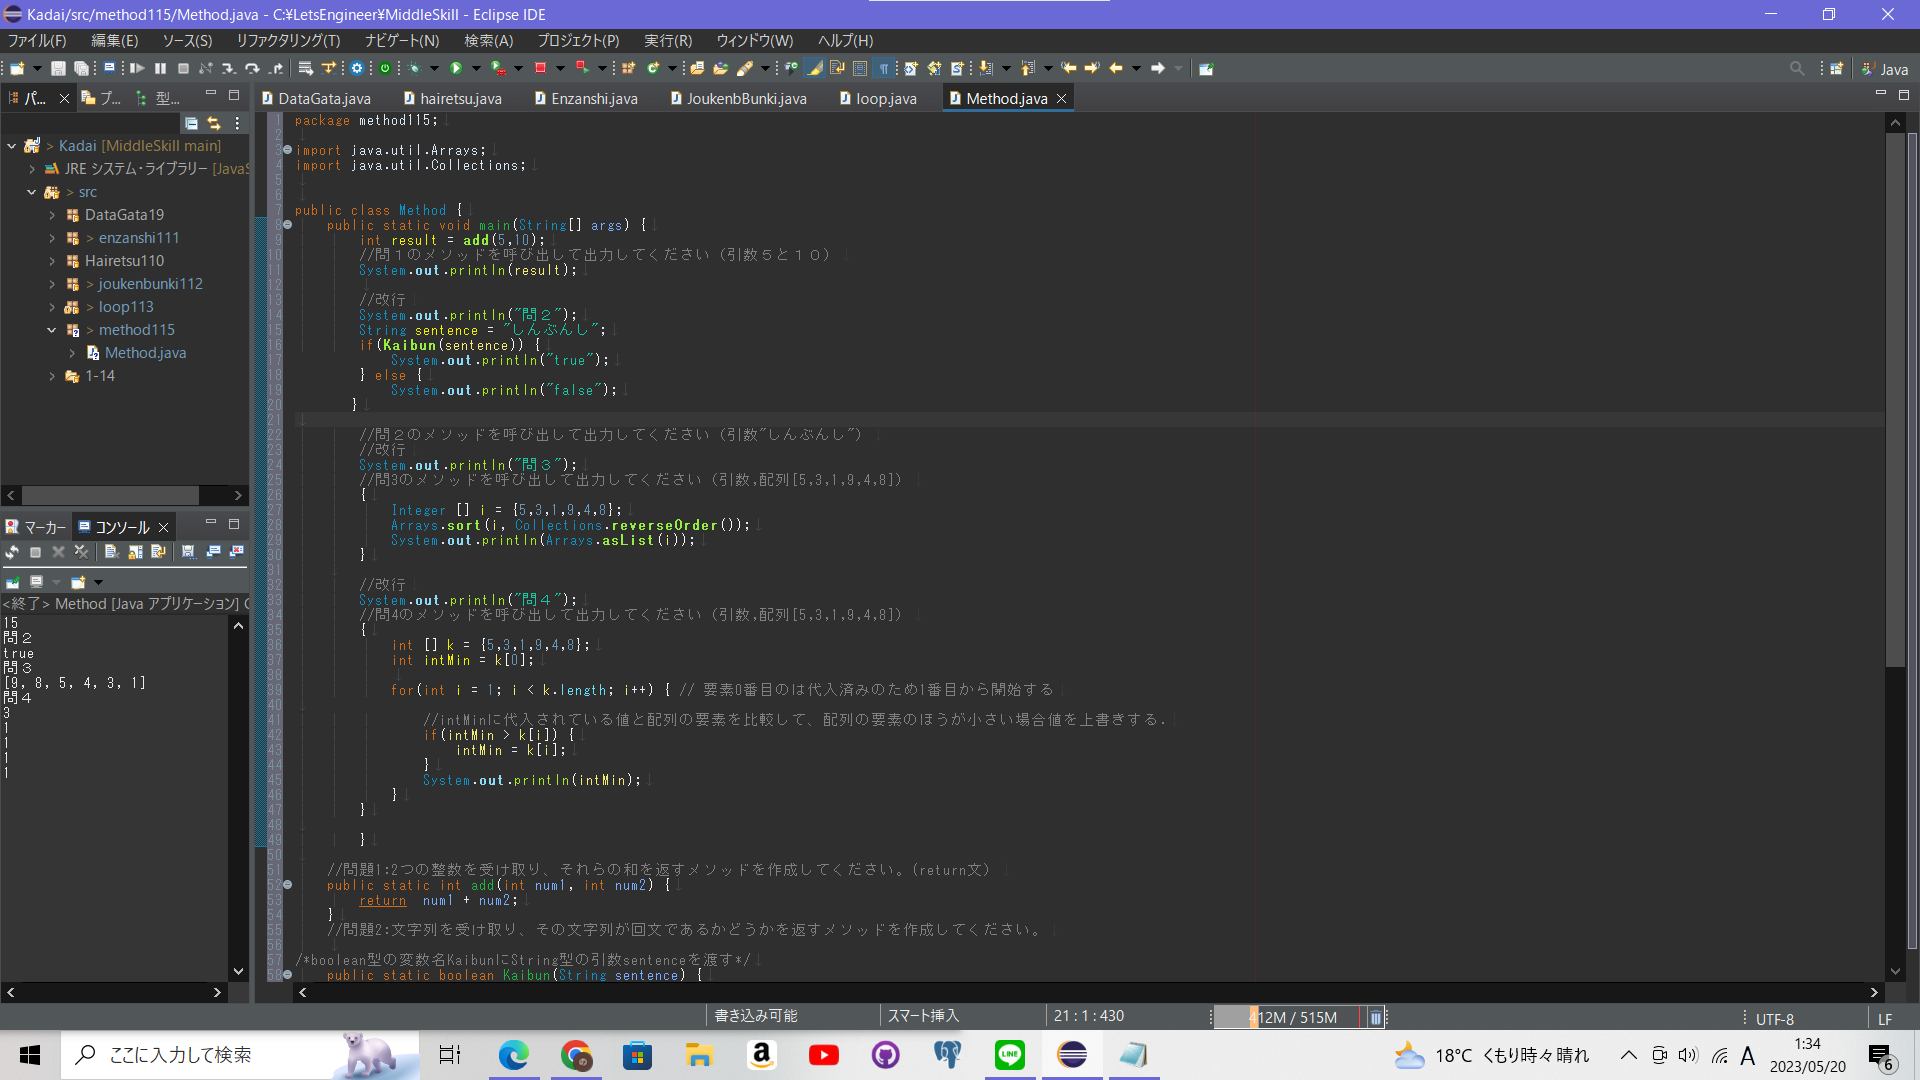 Kadai/src/method115/Method.java - C:¥LetsEngineer¥MiddleSkill - Eclipse IDE
ファイル(F) 編集(E) ソース(S) リファクタリング(T) ナビゲート(N) 検索(A) プロジェクト(P) 実行(R) ウィンドウ(W) ヘルプ(H)
Java
パ... プ... 型...
> Kadai [MiddleSkill main]
JRE システム・ライブラリー [JavaS
> src
DataGata19
> enzanshi111
Hairetsu110
> joukenbunki112
> loop113
> method115
Method.java
1-14
マーカー コンソール
<終了> Method [Java アプリケーション] C
15
問２
true
問３
[9, 8, 5, 4, 3, 1]
問４
3
1
1
1
1
DataGata.java hairetsu.java Enzanshi.java JoukenbBunki.java loop.java Method.java
1 package method115;
2
3 import java.util.Arrays;
4 import java.util.Collections;
5
6
7 public class Method {
8 public static void main(String[] args) {
9 int result = add(5,10);
10 //問１のメソッドを呼び出して出力してください（引数５と１０）
11 System.out.println(result);
12
13 //改行
14 System.out.println("問２");
15 String sentence = "しんぶんし";
16 if(Kaibun(sentence)) {
17 System.out.println("true");
18 } else {
19 System.out.println("false");
20 }
21
22 //問２のメソッドを呼び出して出力してください（引数"しんぶんし"）
23 //改行
24 System.out.println("問３");
25 //問3のメソッドを呼び出して出力してください（引数,配列[5,3,1,9,4,8]）
26 {
27 Integer [] i = {5,3,1,9,4,8};
28 Arrays.sort(i, Collections.reverseOrder());
29 System.out.println(Arrays.asList(i));
30 }
31
32 //改行
33 System.out.println("問４");
34 //問4のメソッドを呼び出して出力してください（引数,配列[5,3,1,9,4,8]）
35 {
36 int [] k = {5,3,1,9,4,8};
37 int intMin = k[0];
38
39 for(int i = 1; i < k.length; i++) { // 要素0番目のは代入済みのため1番目から開始する
40
41 //intMinに代入されている値と配列の要素を比較して、配列の要素のほうが小さい場合値を上書きする.
42 if(intMin > k[i]) {
43 intMin = k[i];
44 }
45 System.out.println(intMin);
46 }
47 }
48
49 }
50
51 //問題1:2つの整数を受け取り、それらの和を返すメソッドを作成してください。(return文）
52 public static int add(int num1, int num2) {
53 return num1 + num2;
54 }
55 //問題2:文字列を受け取り、その文字列が回文であるかどうかを返すメソッドを作成してください。
56
57 /*boolean型の変数名KaibunにString型の引数sentenceを渡す*/
58 public static boolean Kaibun(String sentence) {
書き込み可能 スマート挿入 21 : 1 : 430 412M / 515M UTF-8 LF
ここに入力して検索
LINE
18°C くもり時々晴れ
A
1:34
2023/05/20
6